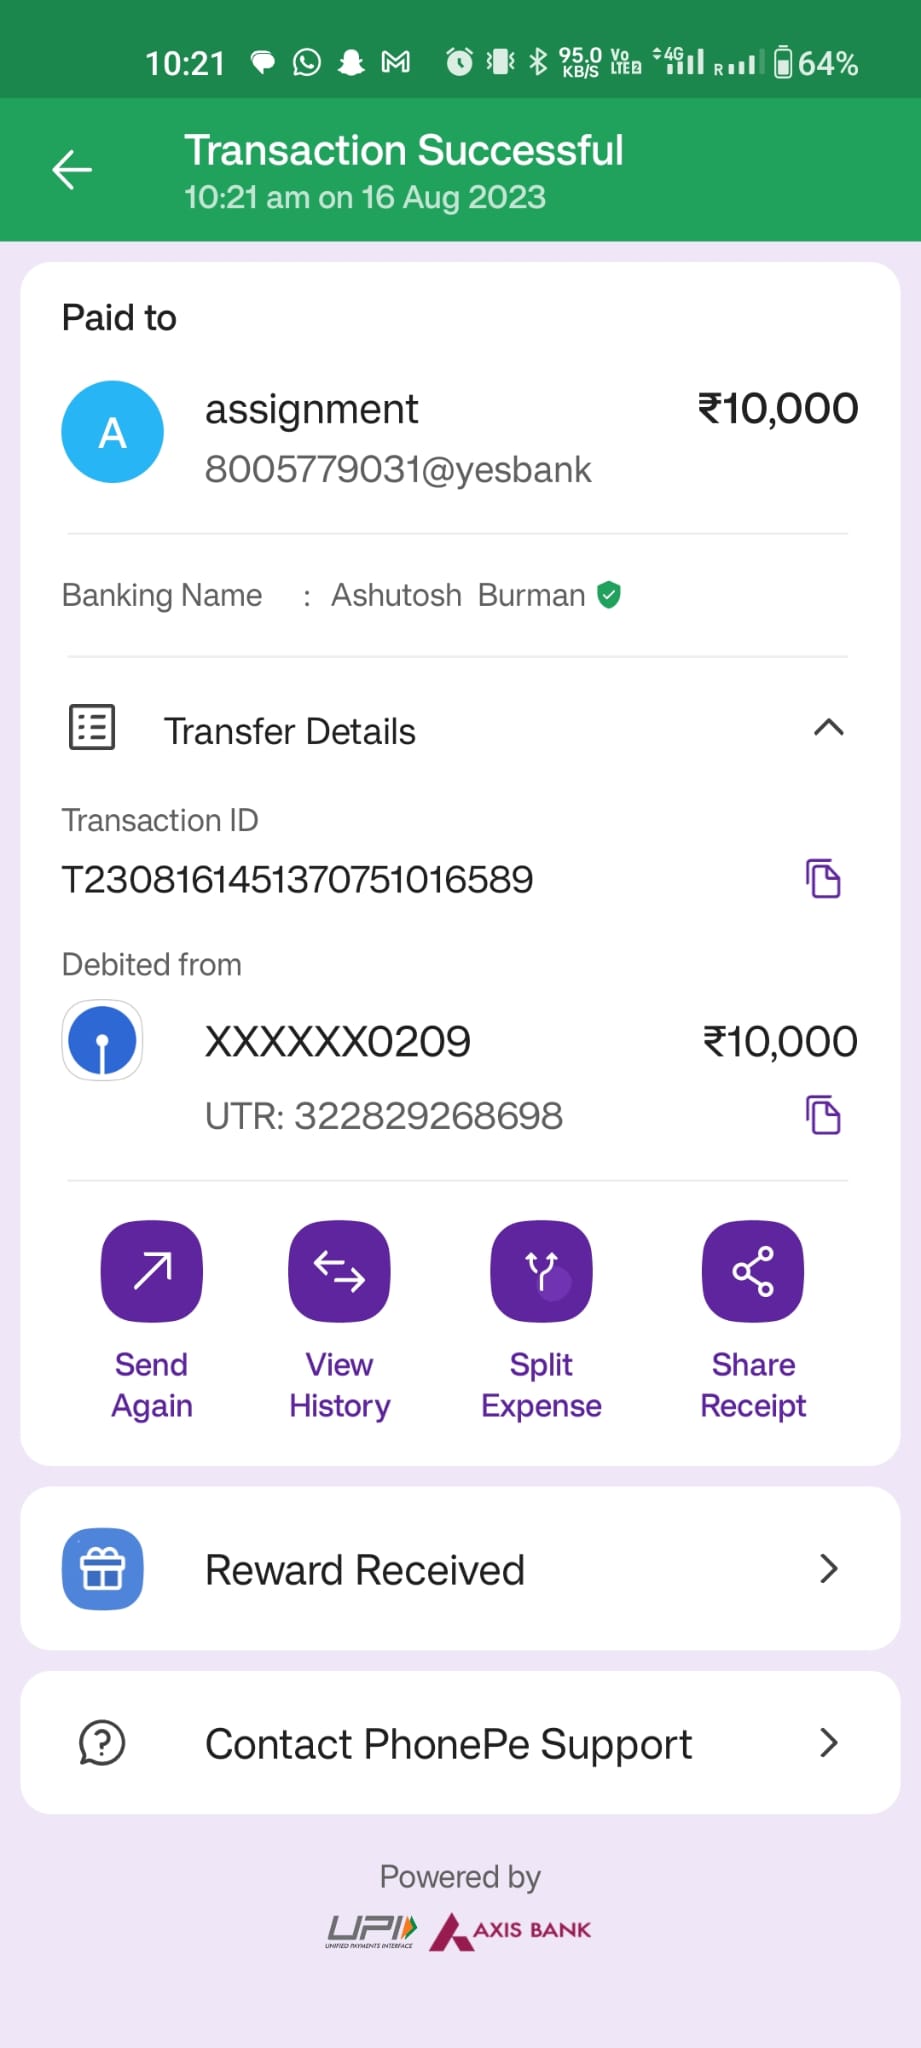 10:21 95.0 KB/S Vo LTE2 4G R 64%
Transaction Successful
10:21 am on 16 Aug 2023
Paid to
A assignment ₹10,000
8005779031@yesbank
Banking Name : Ashutosh Burman
Transfer Details
Transaction ID
T2308161451370751016589
Debited from
XXXXXX0209 ₹10,000
UTR: 322829268698
Send Again
View History
Split Expense
Share Receipt
Reward Received
Contact PhonePe Support
Powered by
UPI AXIS BANK
UNIFIED PAYMENTS INTERFACE